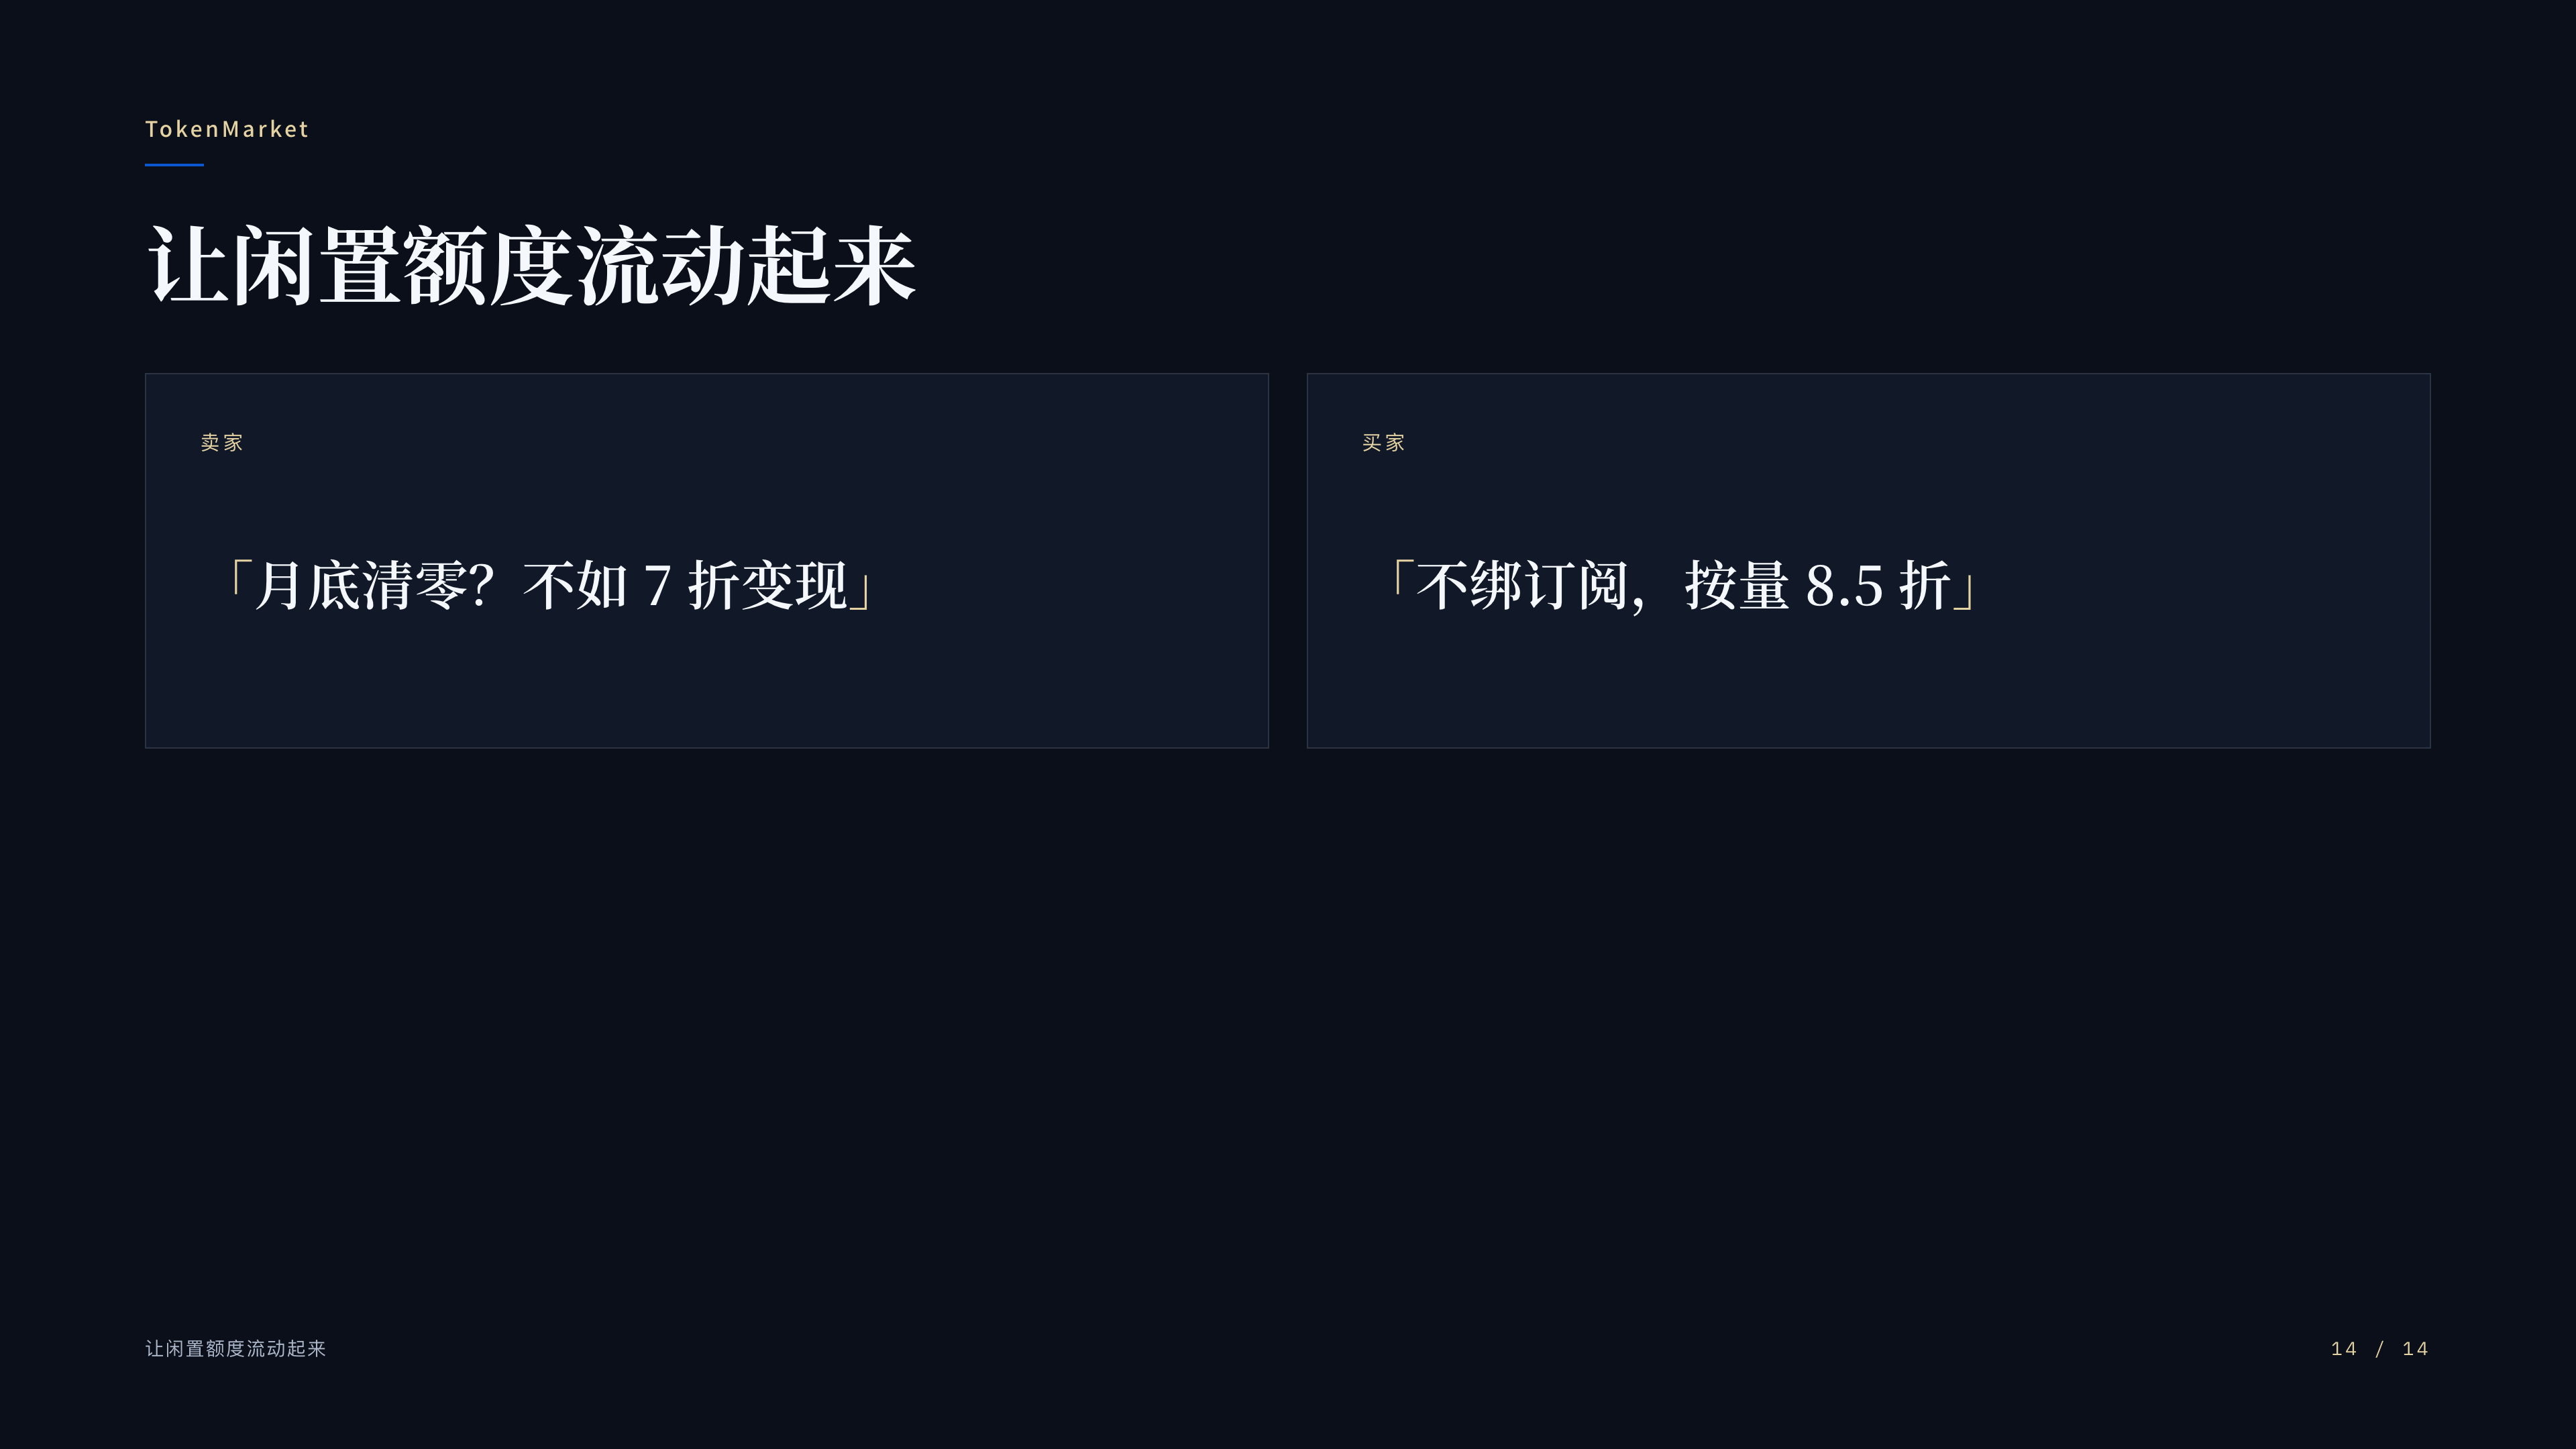 TokenMarket
让闲置额度流动起来
卖家
「月底清零？不如 7 折变现」
买家
「不绑订阅，按量 8.5 折」
让闲置额度流动起来
14 / 14